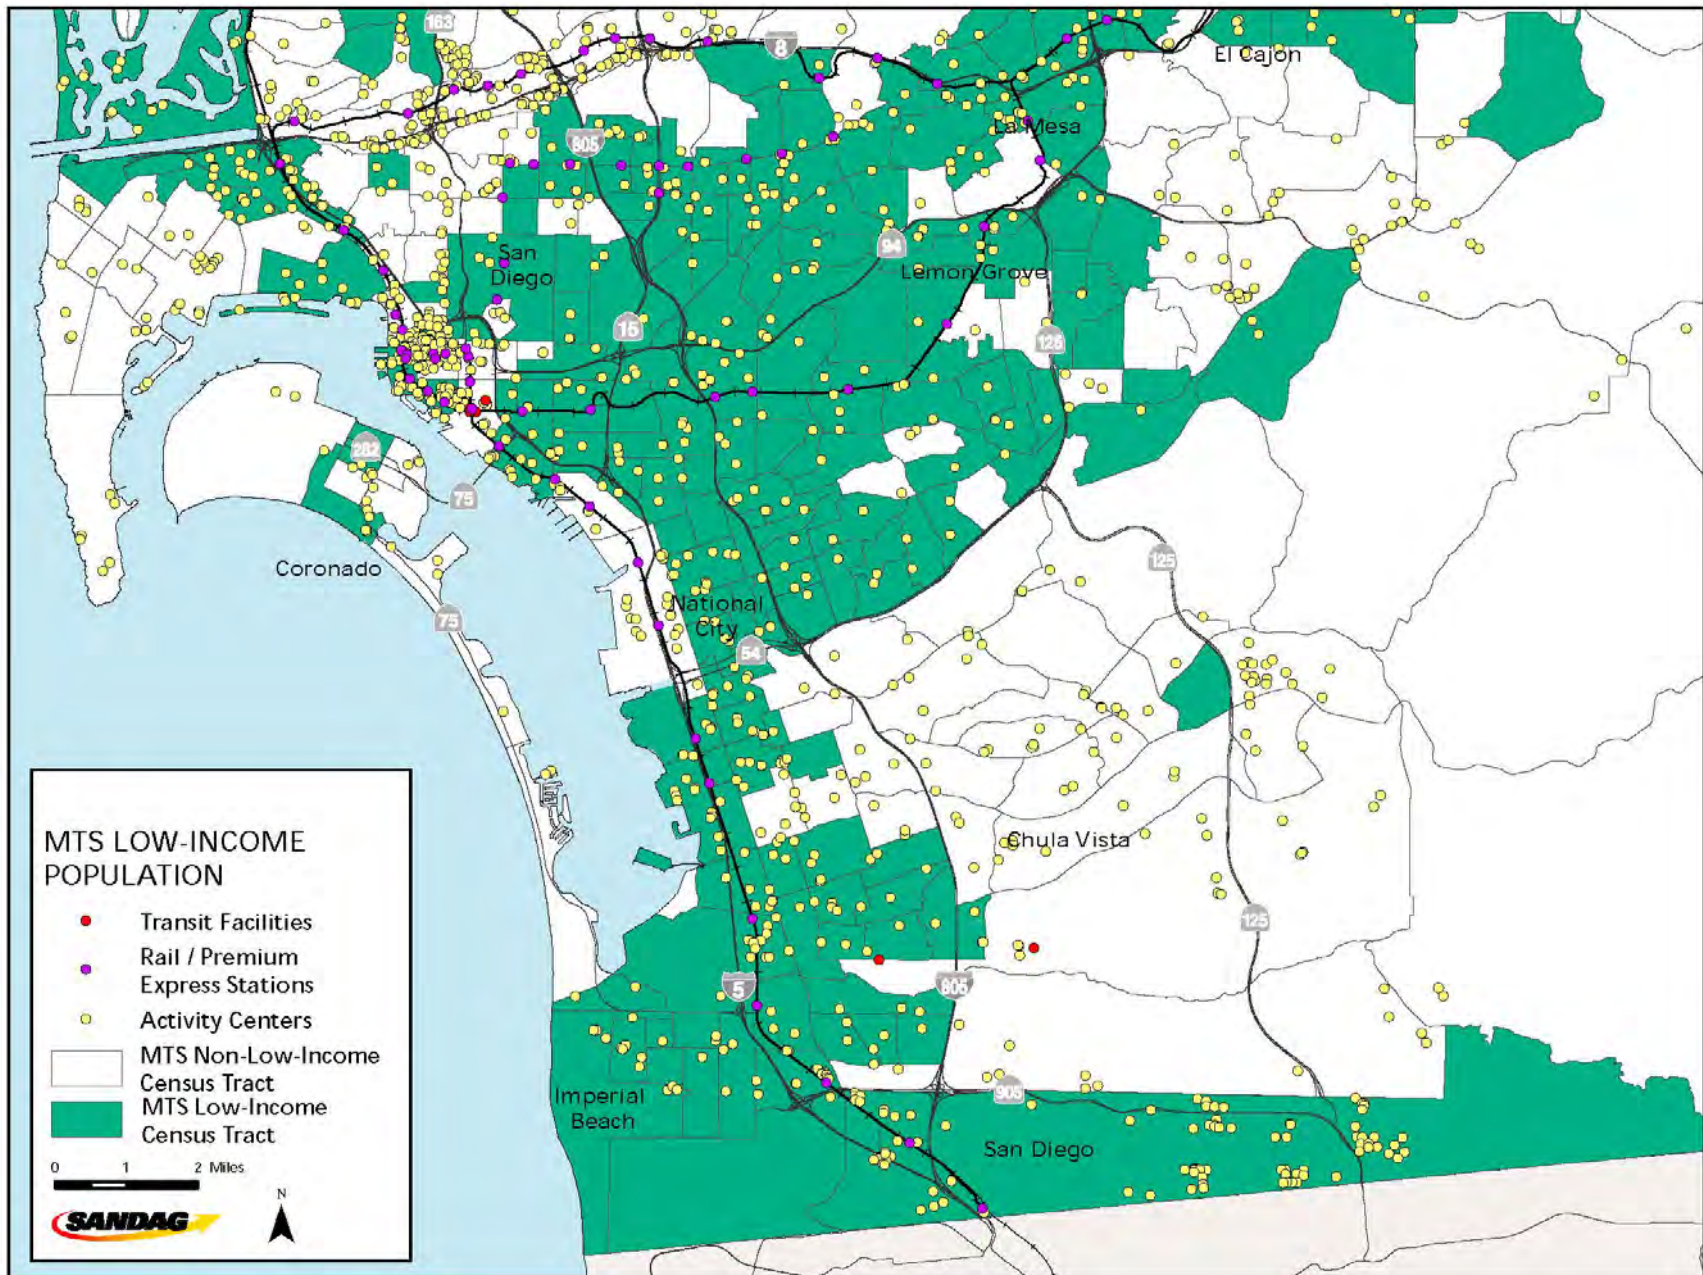 163
8
El Cajon
805
La Mesa
94
San
Diego
Lemon Grove
15
125
282
75
125
Coronado
National
City
75
54
Chula Vista
125
5
805
905
Imperial
Beach
San Diego
MTS LOW-INCOME
POPULATION
Transit Facilities
Rail / Premium
Express Stations
Activity Centers
MTS Non-Low-Income
Census Tract
MTS Low-Income
Census Tract
0 1 2 Miles
N
SANDAG